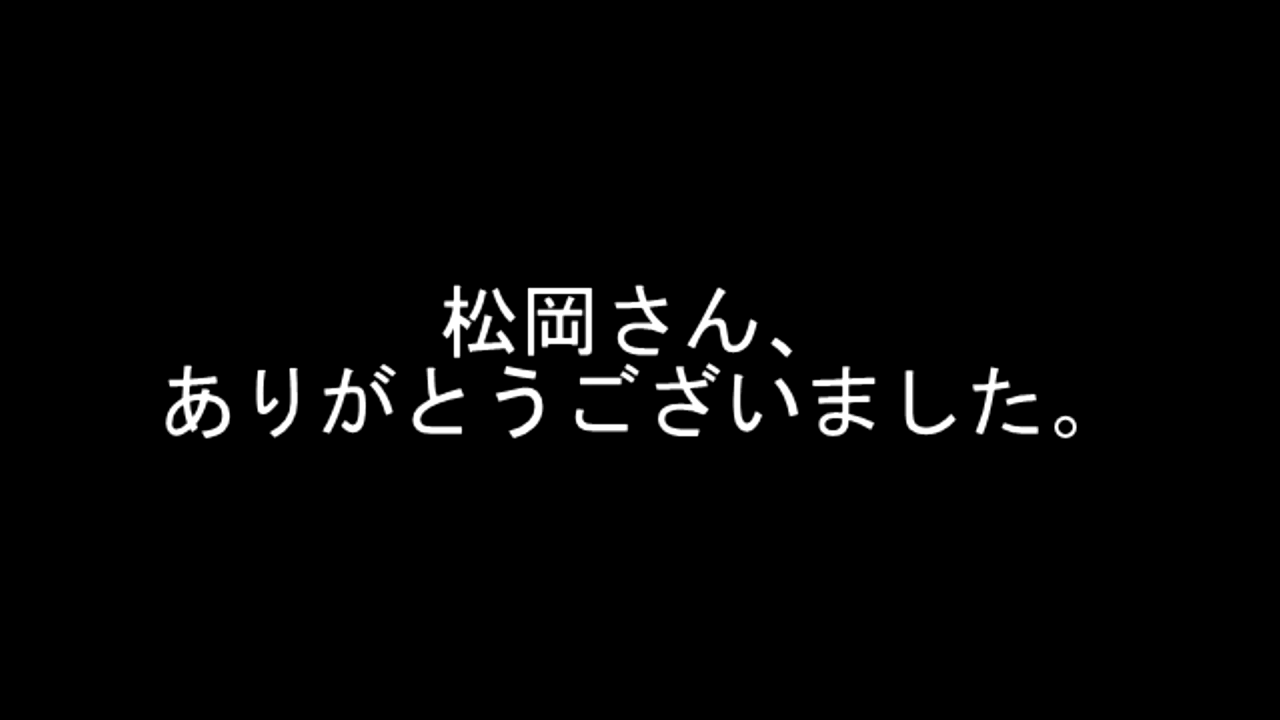 松岡さん、
ありがとうございました。